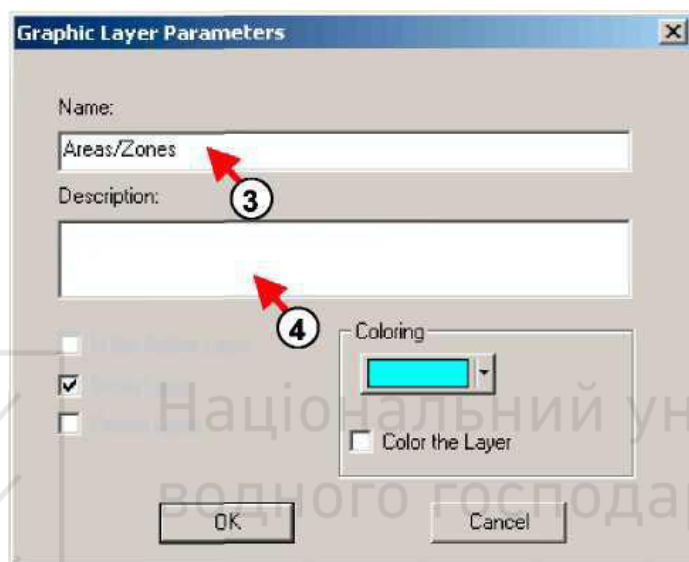 Graphic Layer Parameters
Name:
Areas/Zones
3
Description:
4
Coloring
Color the Layer
OK
Cancel
Національний ун
водного господа